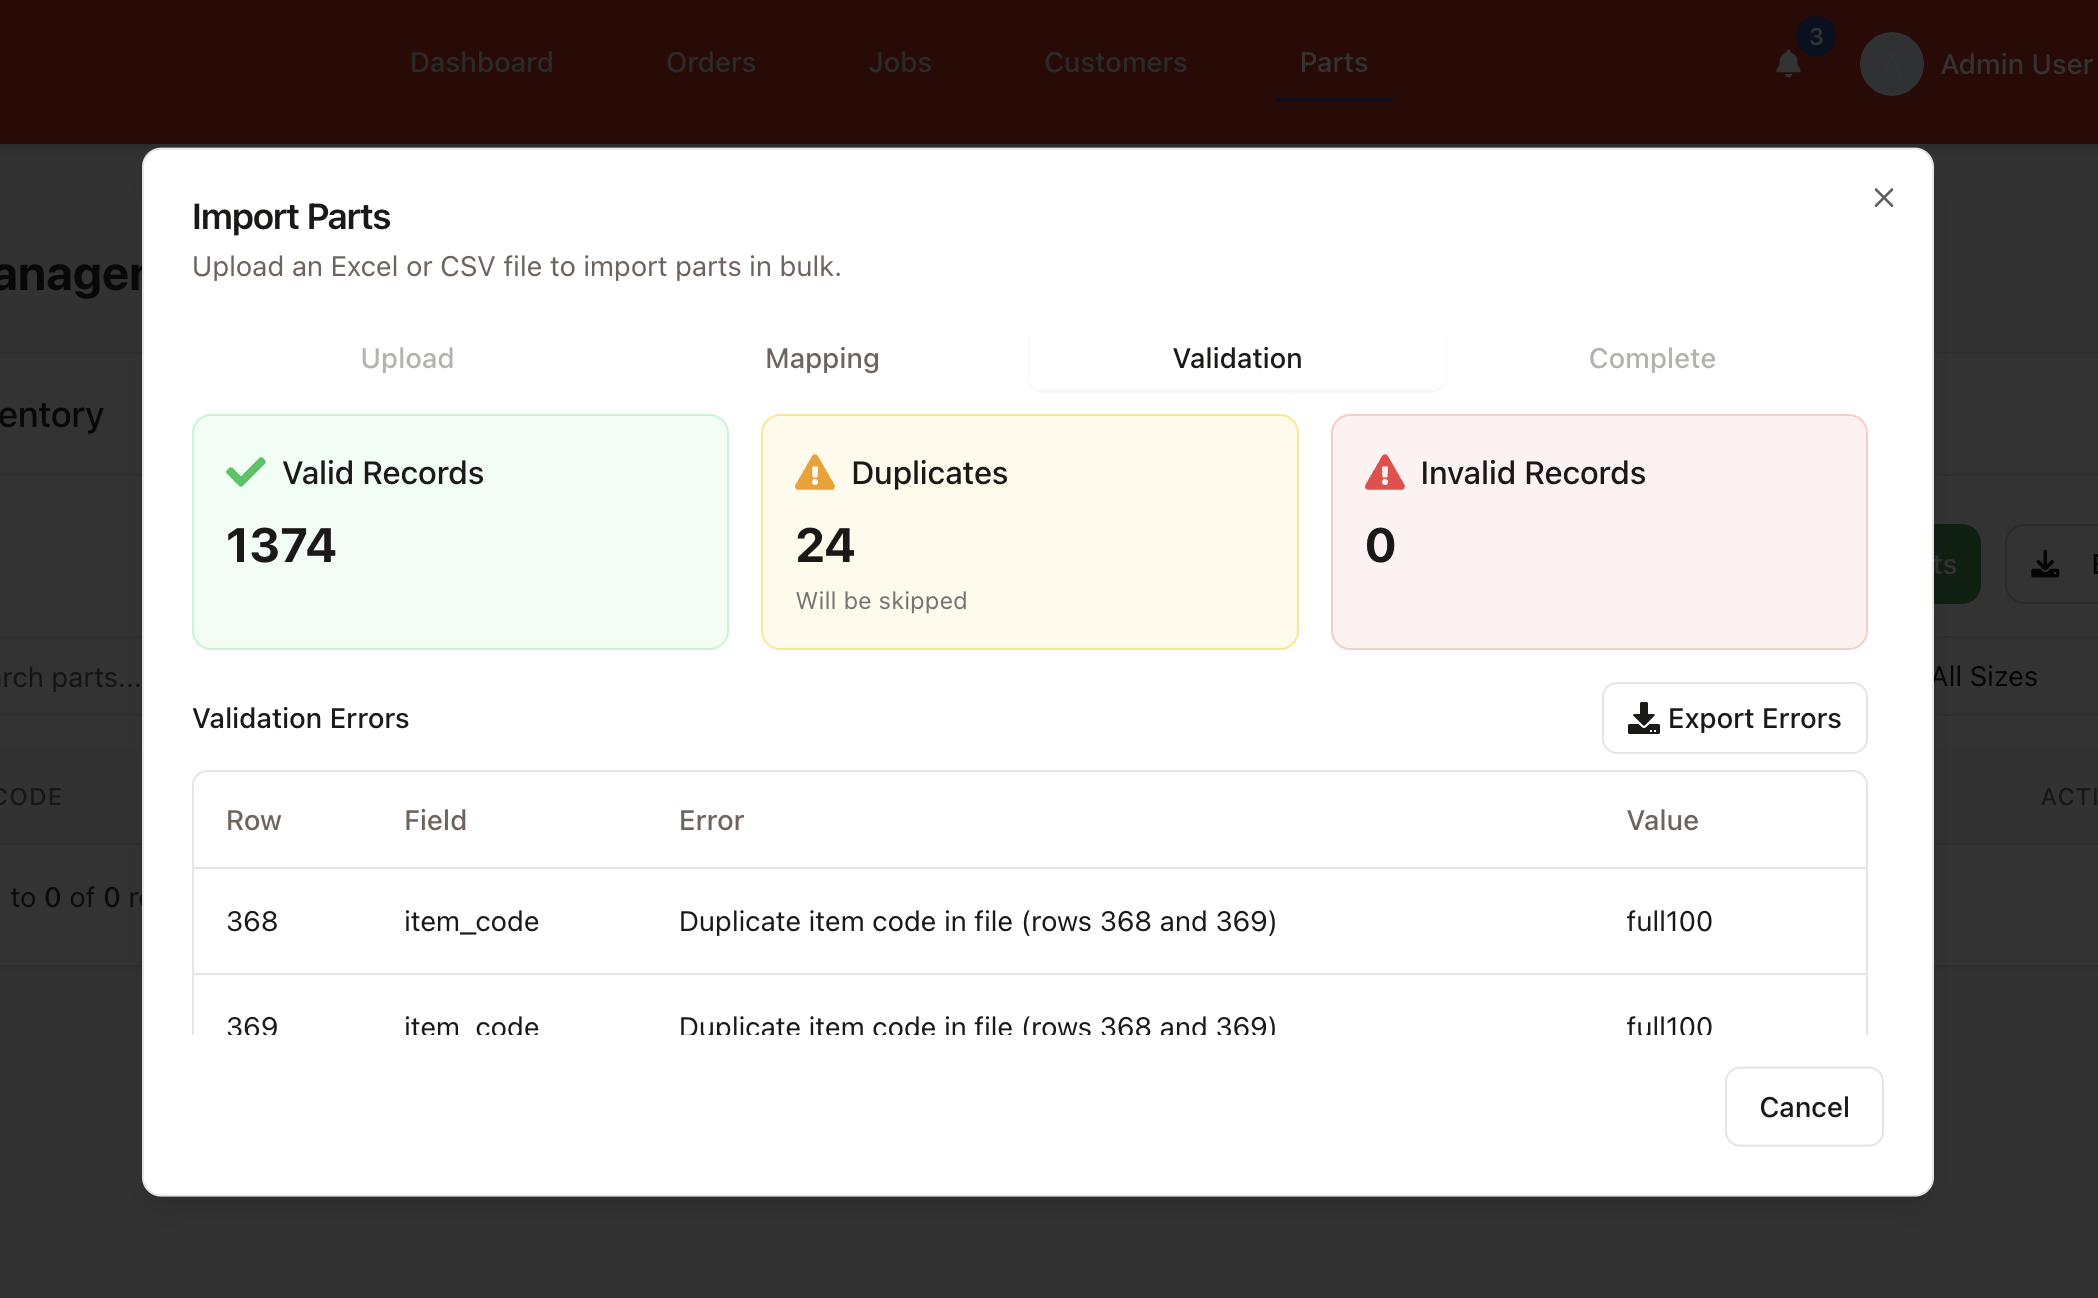 Dashboard Orders Jobs Customers Parts 3 Admin User
Import Parts
Upload an Excel or CSV file to import parts in bulk.
Upload Mapping Validation Complete
entory
Valid Records Duplicates Invalid Records
1374 24 0
Will be skipped
rch parts... All Sizes
Validation Errors Export Errors
CODE ACTI
Row Field Error Value
to 0 of 0 r
368 item_code Duplicate item code in file (rows 368 and 369) full100
369 item_code Duplicate item code in file (rows 368 and 369) full100
Cancel